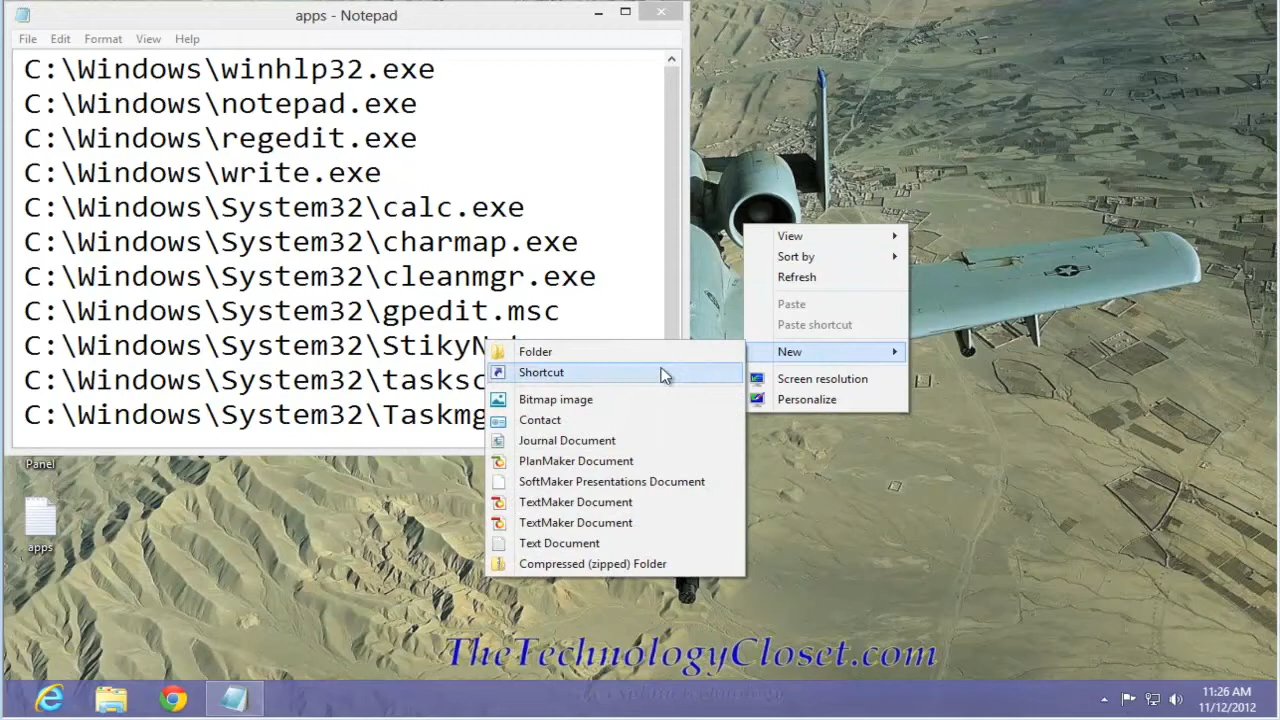 apps - Notepad
File Edit Format View Help
C:\Windows\winhlp32.exe
C:\Windows\notepad.exe
C:\Windows\regedit.exe
C:\Windows\write.exe
C:\Windows\System32\calc.exe
C:\Windows\System32\charmap.exe
C:\Windows\System32\cleanmgr.exe
C:\Windows\System32\gpedit.msc
C:\Windows\System32\StikyN
C:\Windows\System32\tasksc
C:\Windows\System32\Taskmg
View
Sort by
Refresh
Paste
Paste shortcut
New
Screen resolution
Personalize
Folder
Shortcut
Bitmap image
Contact
Journal Document
PlanMaker Document
SoftMaker Presentations Document
TextMaker Document
TextMaker Document
Text Document
Compressed (zipped) Folder
Panel
apps
TheTechnologyCloset.com
11:26 AM
11/12/2012